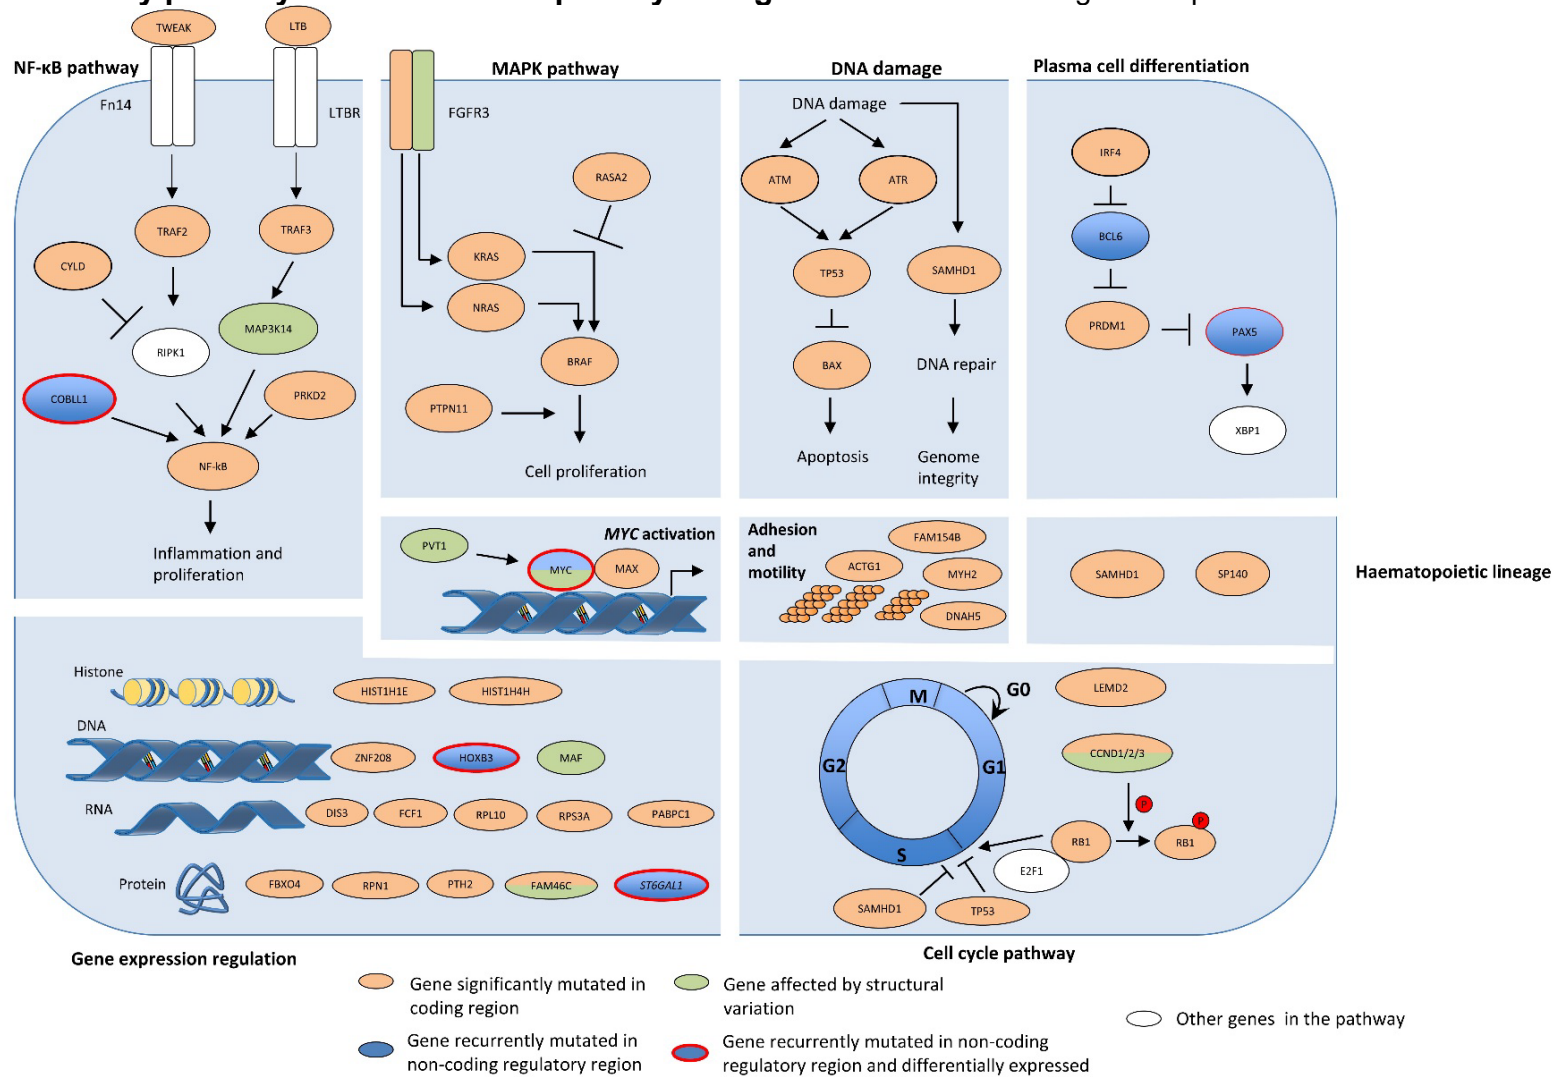 TWEAK
LTB
NF-κB pathway
MAPK pathway
DNA damage
Plasma cell differentiation
Fn14
LTBR
FGFR3
DNA damage
IRF4
RASA2
ATM
ATR
TRAF2
TRAF3
BCL6
CYLD
KRAS
TP53
SAMHD1
NRAS
MAP3K14
PRDM1
PAX5
RIPK1
BRAF
BAX
DNA repair
COBLL1
PRKD2
PTPN11
XBP1
NF-kB
Cell proliferation
Apoptosis
Genome
integrity
Inflammation and
proliferation
MYC activation
PVT1
MYC
MAX
Adhesion
and
motility
FAM154B
ACTG1
MYH2
DNAH5
SAMHD1
SP140
Haematopoietic lineage
Histone
HIST1H1E
HIST1H4H
DNA
ZNF208
HOXB3
MAF
RNA
DIS3
FCF1
RPL10
RPS3A
PABPC1
Protein
FBXO4
RPN1
PTH2
FAM46C
ST6GAL1
M
G0
G2
G1
S
LEMD2
CCND1/2/3
P
P
RB1
RB1
E2F1
SAMHD1
TP53
Gene expression regulation
Cell cycle pathway
Gene significantly mutated in
coding region
Gene affected by structural
variation
Gene recurrently mutated in
non-coding regulatory region
Gene recurrently mutated in non-coding
regulatory region and differentially expressed
Other genes in the pathway